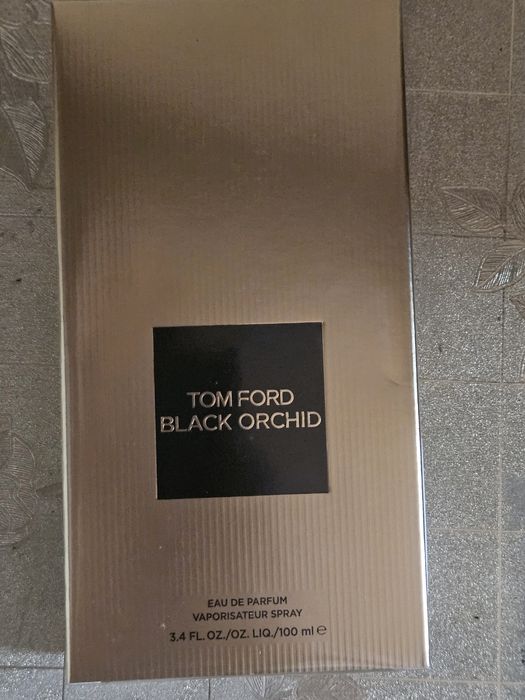 TOM FORD
BLACK ORCHID
EAU DE PARFUM
VAPORISATEUR SPRAY
3.4 FL. OZ./OZ. LIQ./100 ml ℮